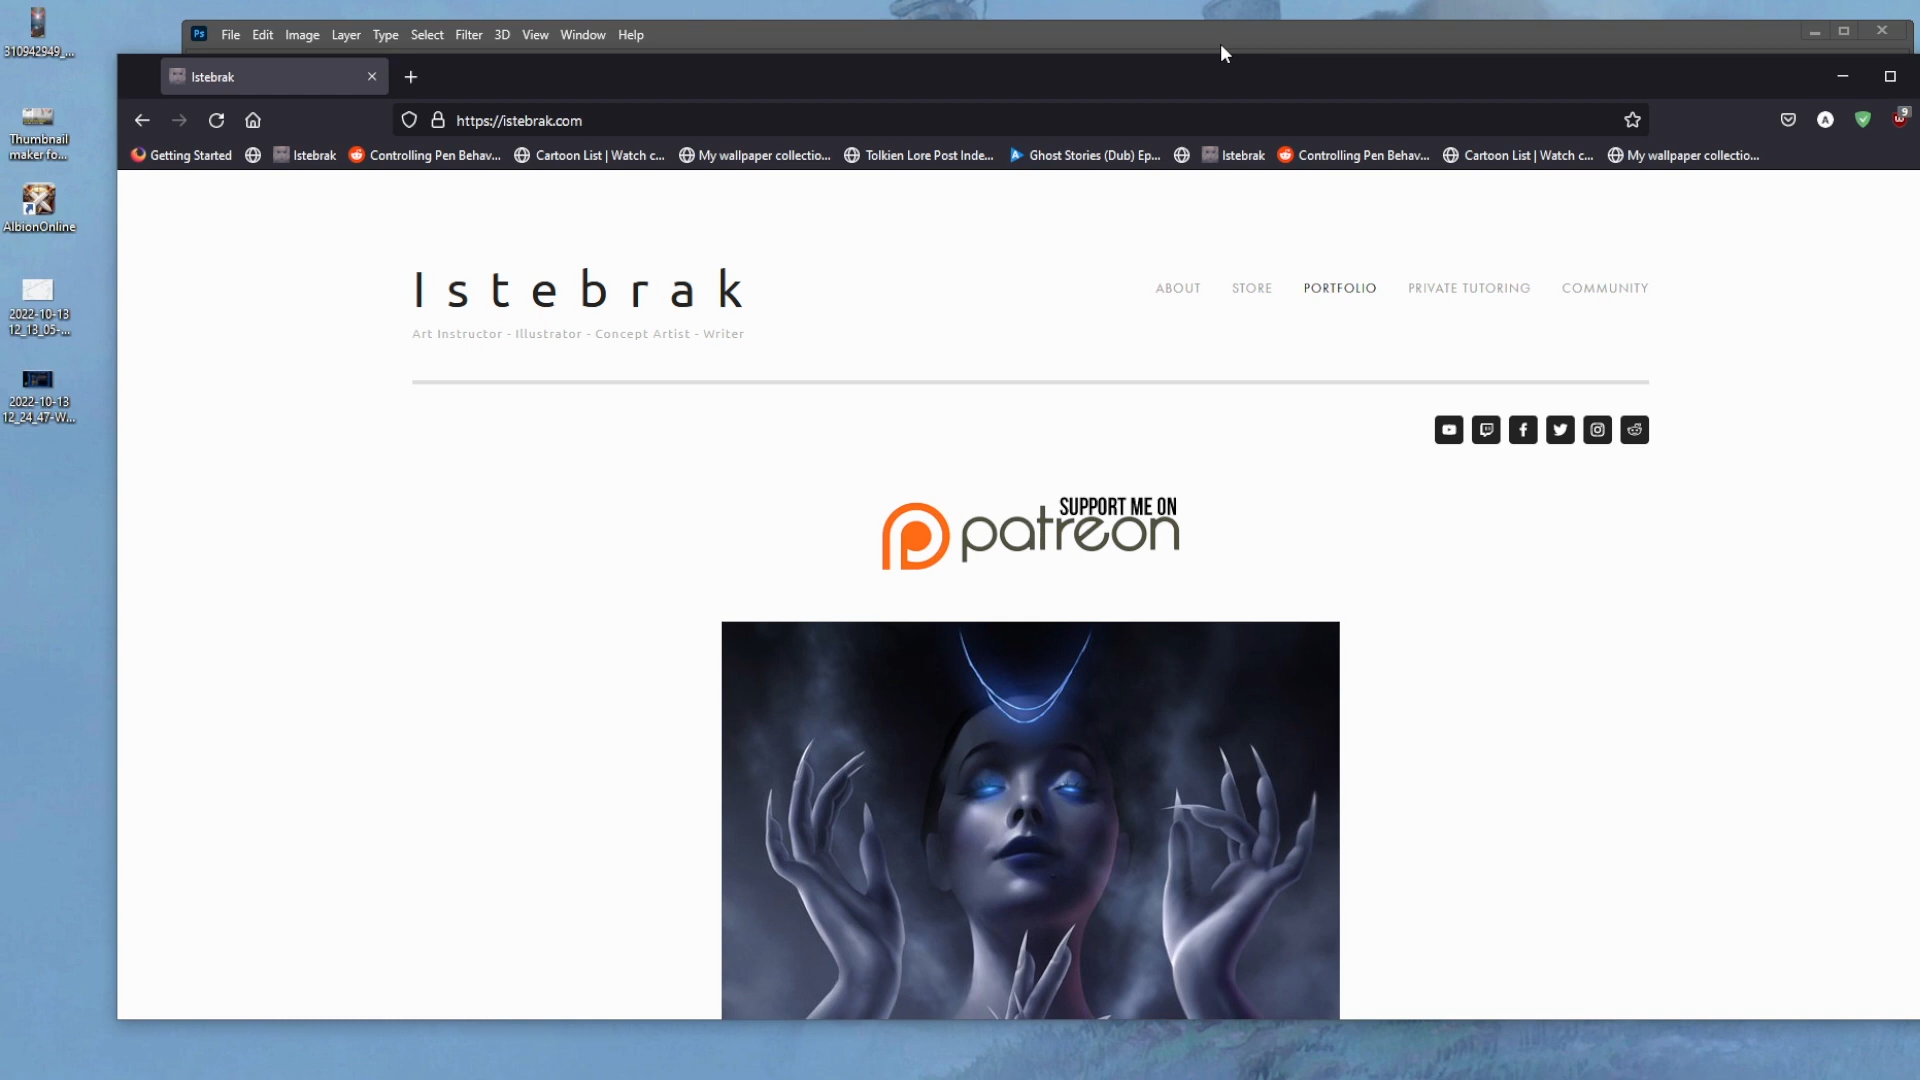 310942949_...
Ps File Edit Image Layer Type Select Filter 3D View Window Help
Istebrak
https://istebrak.com
A
9
Thumbnail
maker fo...
Getting Started Istebrak Controlling Pen Behav... Cartoon List | Watch c... My wallpaper collectio... Tolkien Lore Post Inde... Ghost Stories (Dub) Ep... Istebrak Controlling Pen Behav... Cartoon List | Watch c... My wallpaper collectio...
AlbionOnline
2022-10-13
12_13_05-...
2022-10-13
12_24_47-W...
Istebrak
Art Instructor - Illustrator - Concept Artist - Writer
ABOUT STORE PORTFOLIO PRIVATE TUTORING COMMUNITY
SUPPORT ME ON
patreon